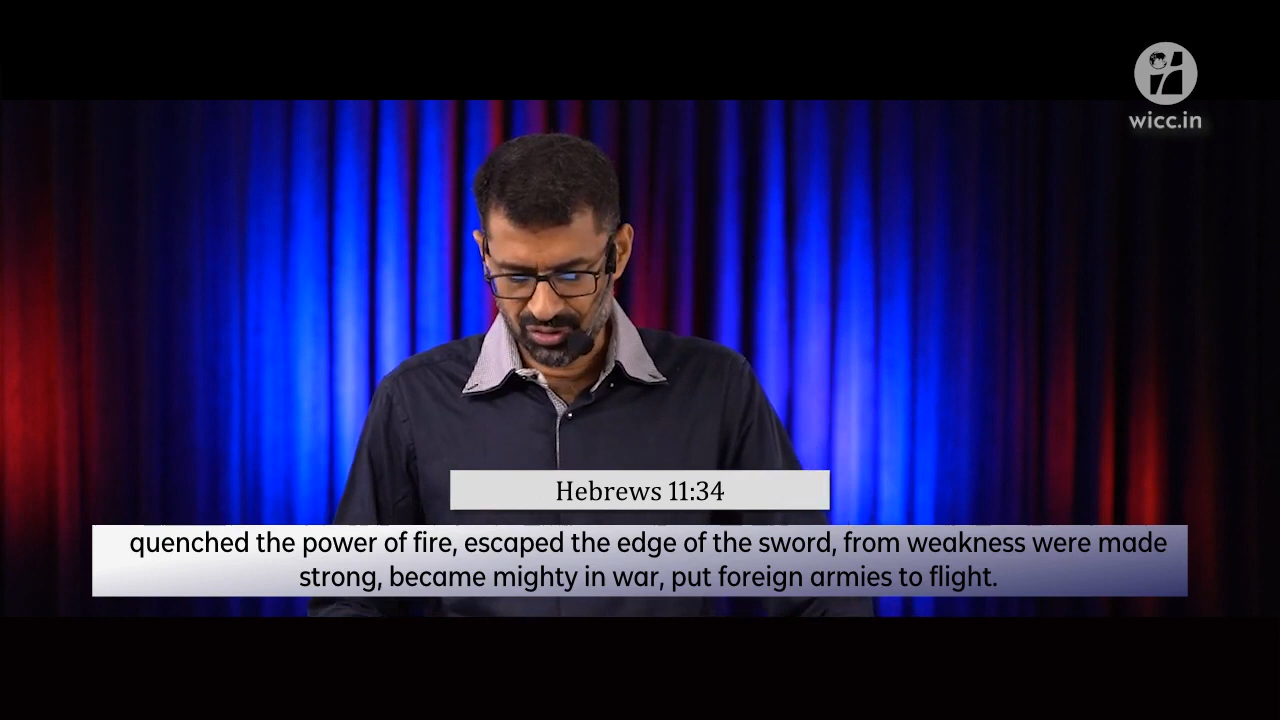 wicc.in
Hebrews 11:34
quenched the power of fire, escaped the edge of the sword, from weakness were made
strong, became mighty in war, put foreign armies to flight.